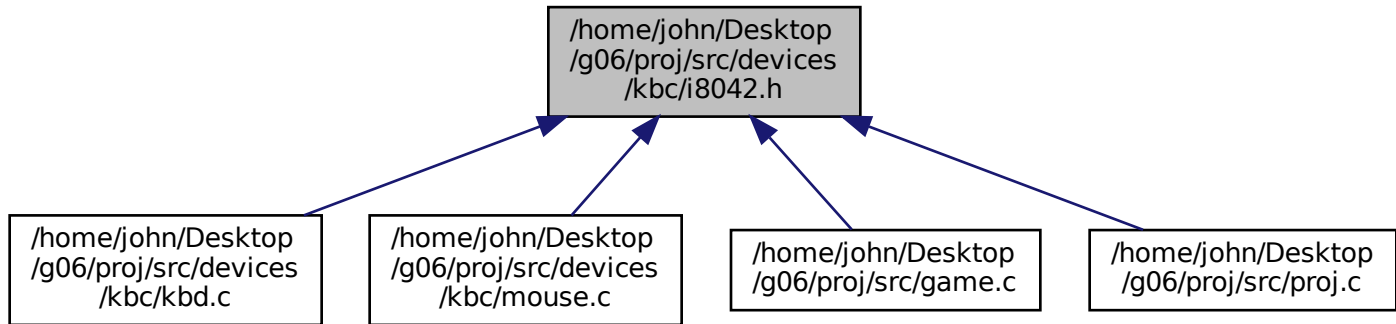 /home/john/Desktop
/g06/proj/src/devices
/kbc/i8042.h
/home/john/Desktop
/g06/proj/src/devices
/kbc/kbd.c
/home/john/Desktop
/g06/proj/src/devices
kbc/mouse.c
/home/john/Desktop
/g06/proj/src/game.c
/home/john/Desktop
/g06/proj/src/proj.c